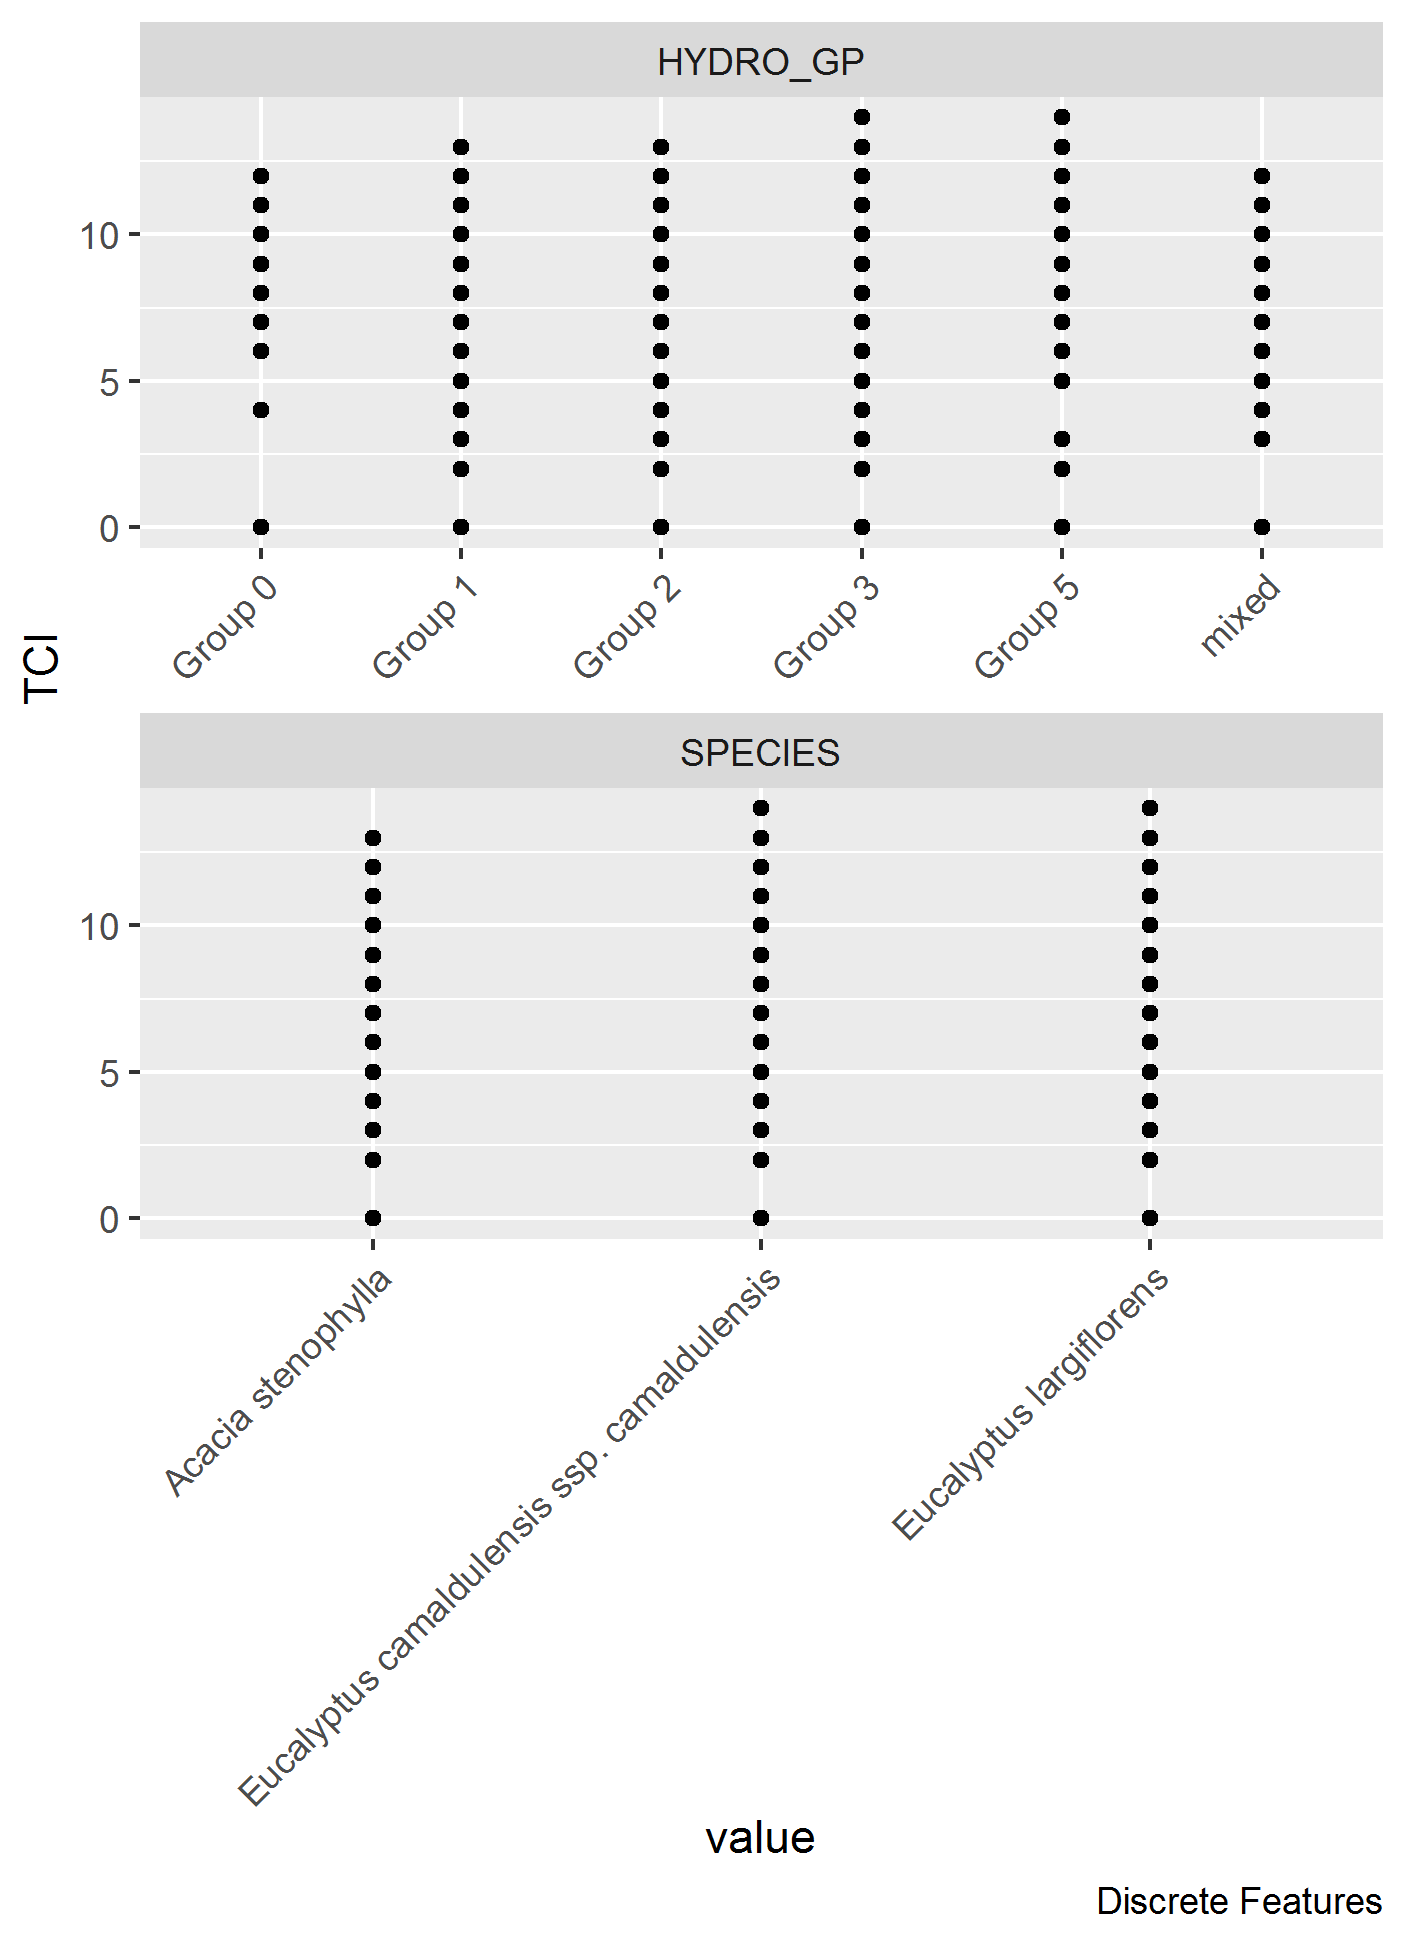 HYDRO_GP
10
5
0
Group 0
Group 1
Group 2
Group 3
Group 5
mixed
TCI
SPECIES
10
5
0
Acacia stenophylla
Eucalyptus camaldulensis ssp. camaldulensis
Eucalyptus largiflorens
value
Discrete Features